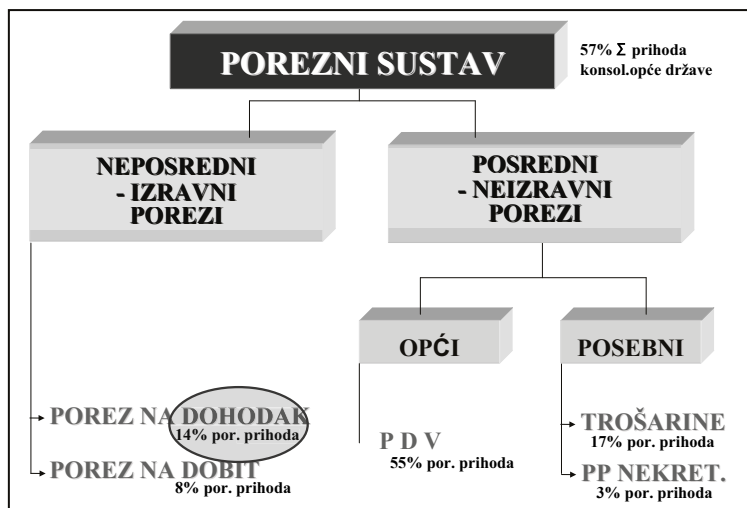 POREZNI SUSTAV
57% Σ prihoda
konsol.opće države
NEPOSREDNI
- IZRAVNI
POREZI
POSREDNI
- NEIZRAVNI
POREZI
OPĆI
POSEBNI
POREZ NA DOHODAK
14% por. prihoda
POREZ NA DOBIT
8% por. prihoda
P D V
55% por. prihoda
TROŠARINE
17% por. prihoda
PP NEKRET.
3% por. prihoda